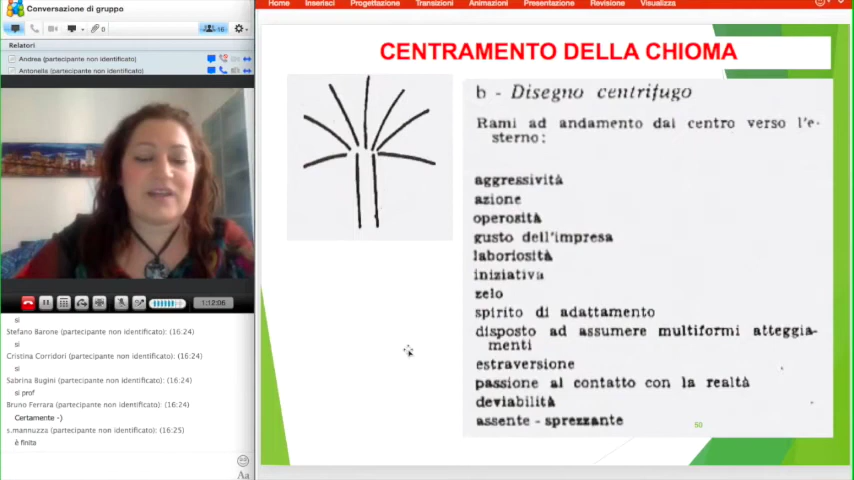 Conversazione di gruppo
16
0
Relatori
Andrea (partecipante non identificato)
Antonella (partecipante non identificato)
1:12:06
si
Stefano Barone (partecipante non identificato): (16:24)
si
Cristina Corridori (partecipante non identificato): (16:24)
si
Sabrina Bugini (partecipante non identificato): (16:24)
si prof
Bruno Ferrara (partecipante non identificato): (16:24)
Certamente -)
s.mannuzza (partecipante non identificato): (16:25)
è finita
Aa
Home Inserisci Progettazione Transizioni Animazioni Presentazione Revisione Visualizza
CENTRAMENTO DELLA CHIOMA
b - Disegno centrifugo
Rami ad andamento dal centro verso l'e-
sterno:
aggressività
azione
operosità
gusto dell'impresa
laboriosità
iniziativa
zelo
spirito di adattamento
disposto ad assumere multiformi atteggia-
menti
estraversione
passione al contatto con la realtà
deviabilità
assente - sprezzante
50